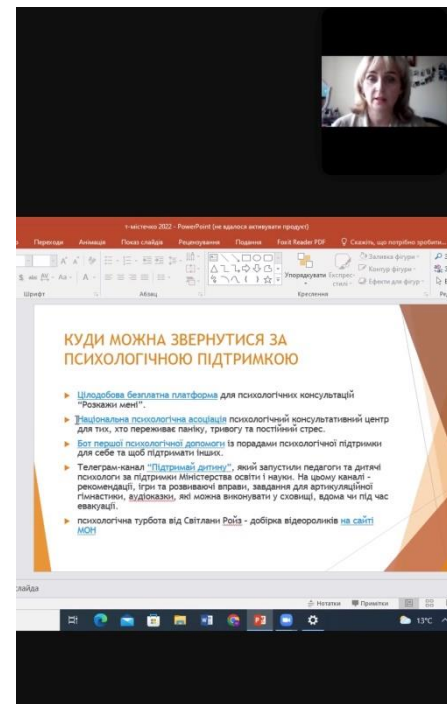 т-містечко 2022 - PowerPoint (не вдалося активувати продукт)
Переходи Анімація Показ слайдів Рецензування Подання Foxit Reader PDF Скажіть, що потрібно зробити...
Упорядкувати Експрес-стилі
Заливка фігури
Контур фігури
Ефекти для фігур
Шрифт Абзац Креслення
КУДИ МОЖНА ЗВЕРНУТИСЯ ЗА
ПСИХОЛОГІЧНОЮ ПІДТРИМКОЮ
Цілодобова безплатна платформа для психологічних консультацій
"Розкажи мені".
Національна психологічна асоціація психологічний консультативний центр
для тих, хто переживає паніку, тривогу та постійний стрес.
Бот першої психологічної допомоги із порадами психологічної підтримки
для себе та щоб підтримати інших.
Телеграм-канал "Підтримай дитину", який запустили педагоги та дитячі
психологи за підтримки Міністерства освіти і науки. На цьому каналі -
рекомендації, ігри та розвиваючі вправи, завдання для артикуляційної
гімнастики, аудіоказки, які можна виконувати у сховищі, вдома чи під час
евакуації.
психологічна турбота від Світлани Ройз - добірка відеороликів на сайті
МОН
слайда
Нотатки Примітки
13°C